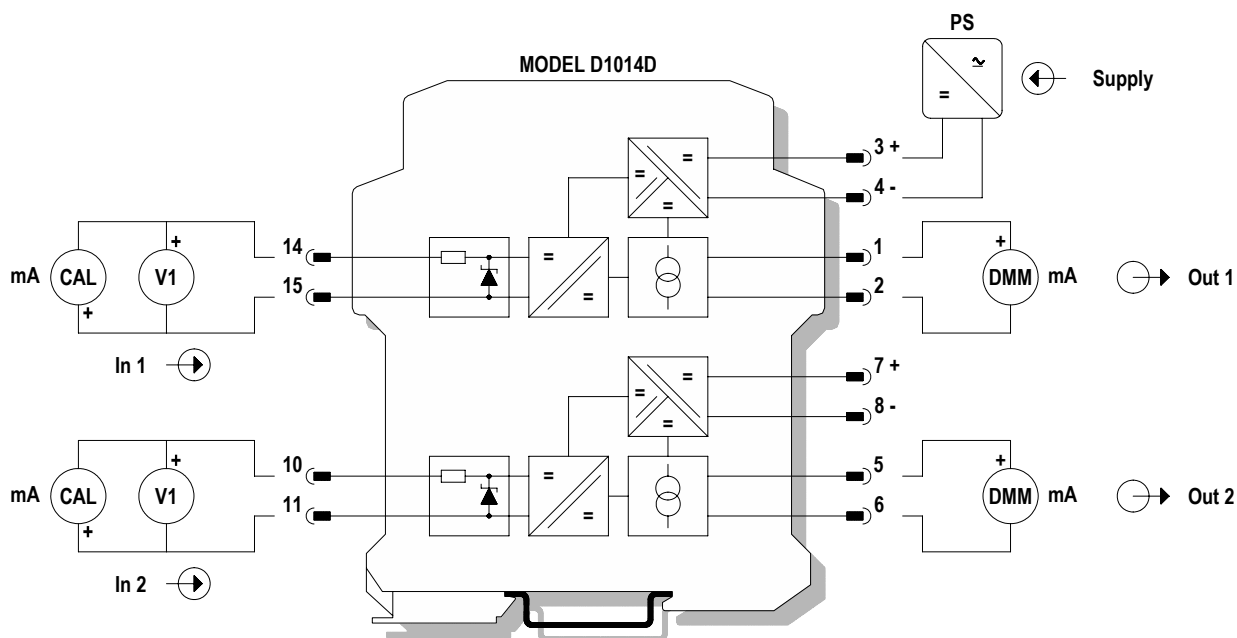 PS
MODEL D1014D
Supply
3 +
4 -
14
15
1
2
mA
CAL
+
V1
+
+
DMM
mA
Out 1
In 1
7 +
8 -
10
11
5
6
mA
CAL
+
V1
+
+
DMM
mA
Out 2
In 2